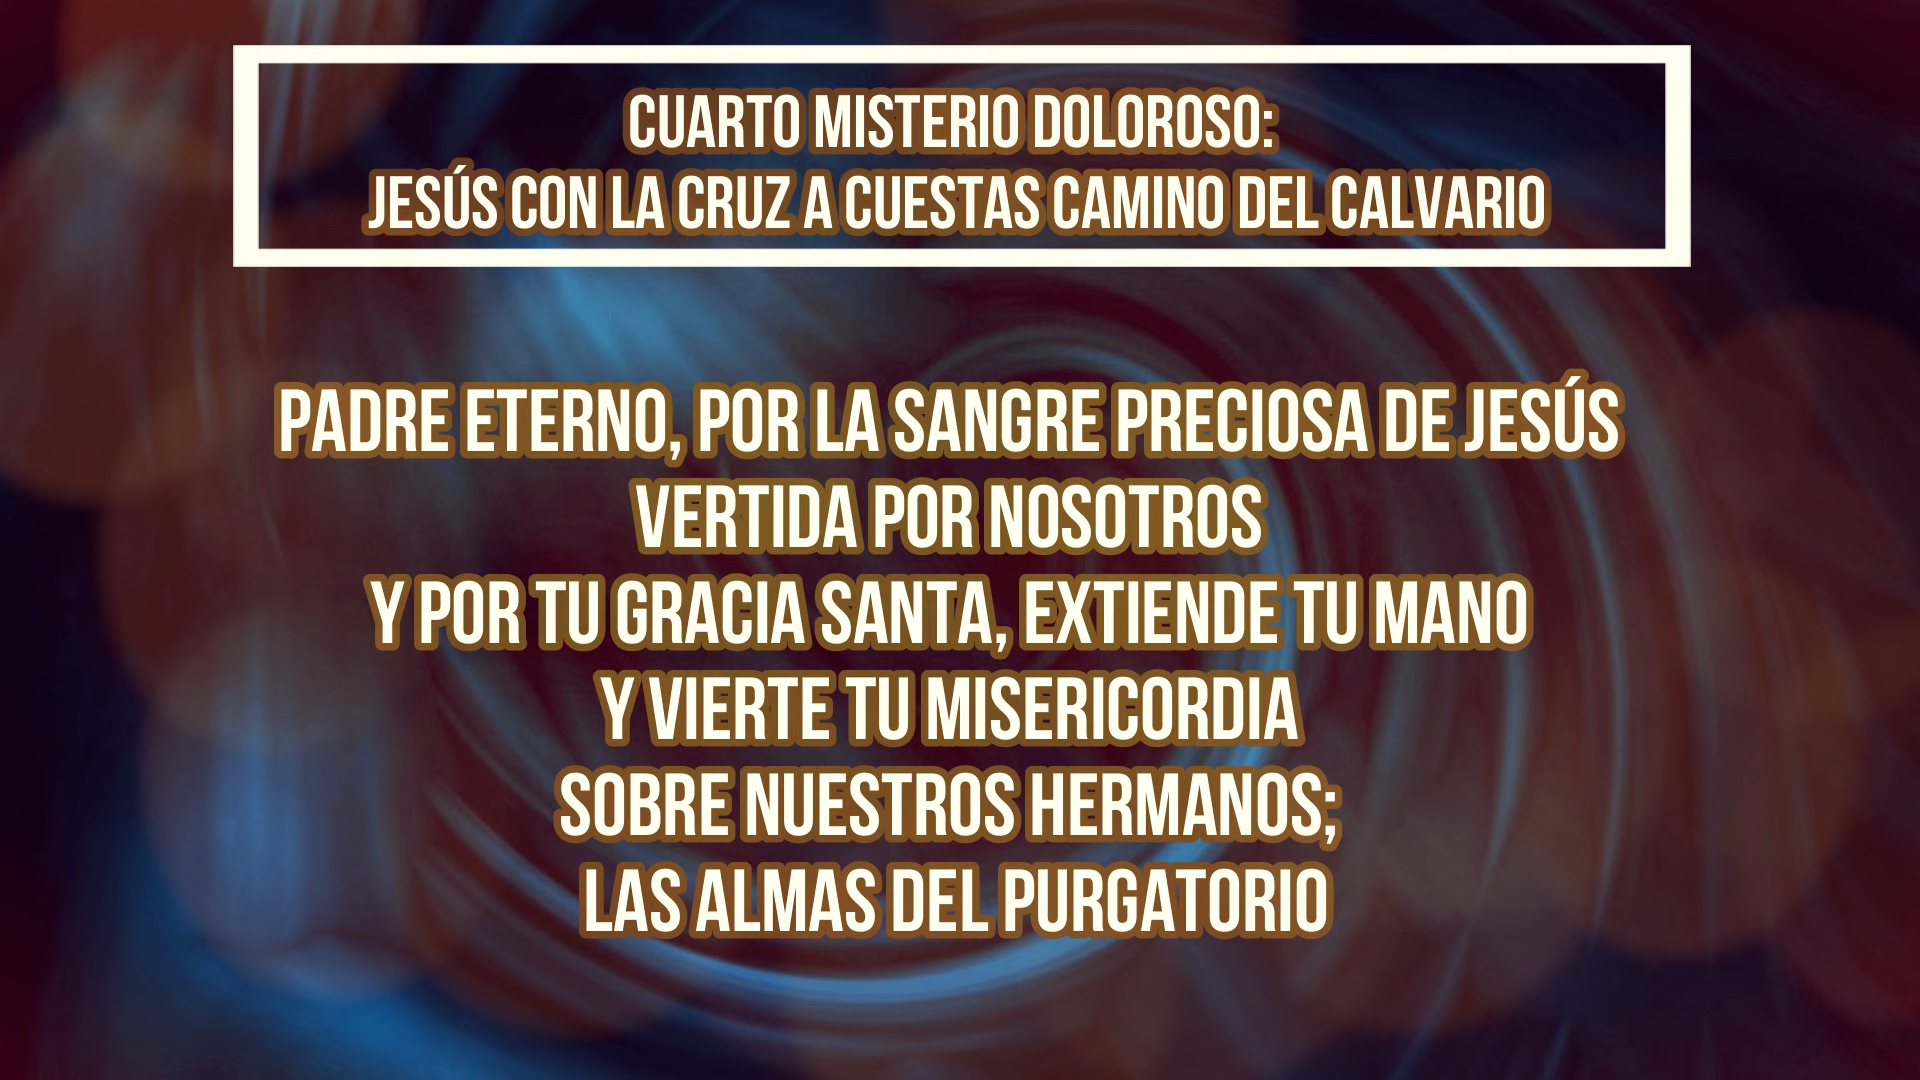 CUARTO MISTERIO DOLOROSO:
JESÚS CON LA CRUZ A CUESTAS CAMINO DEL CALVARIO
PADRE ETERNO, POR LA SANGRE PRECIOSA DE JESÚS
VERTIDA POR NOSOTROS
Y POR TU GRACIA SANTA, EXTIENDE TU MANO
Y VIERTE TU MISERICORDIA
SOBRE NUESTROS HERMANOS;
LAS ALMAS DEL PURGATORIO